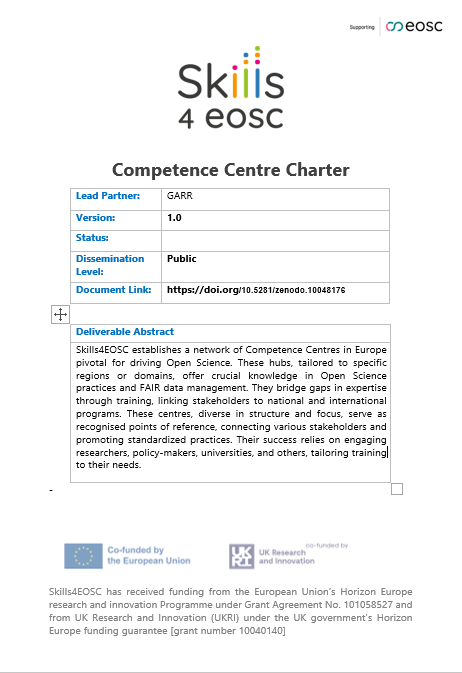 Supporting eosc
Skills
4 eosc
Competence Centre Charter
Lead Partner: GARR
Version: 1.0
Status:
Dissemination Public
Level:
Document Link: https://doi.org/10.5281/zenodo.10048176
Deliverable Abstract
Skills4EOSC establishes a network of Competence Centres in Europe
pivotal for driving Open Science. These hubs, tailored to specific
regions or domains, offer crucial knowledge in Open Science
practices and FAIR data management. They bridge gaps in expertise
through training, linking stakeholders to national and international
programs. These centres, diverse in structure and focus, serve as
recognised points of reference, connecting various stakeholders and
promoting standardized practices. Their success relies on engaging
researchers, policy-makers, universities, and others, tailoring training
to their needs.
-
Co-funded by
the European Union
co-funded by
UKRI
UK Research
and Innovation
Skills4EOSC has received funding from the European Union's Horizon Europe
research and innovation Programme under Grant Agreement No. 101058527 and
from UK Research and Innovation (UKRI) under the UK government's Horizon
Europe funding guarantee [grant number 10040140]